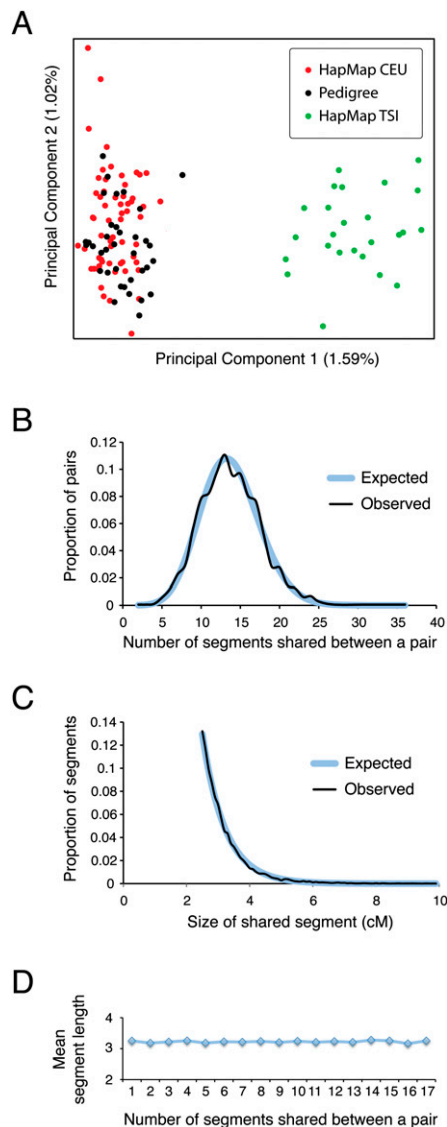 A
Principal Component 2 (1.02%)
HapMap CEU
Pedigree
HapMap TSI
Principal Component 1 (1.59%)
B
Proportion of pairs
0.12
0.1
0.08
0.06
0.04
0.02
0
Expected
Observed
0 5 10 15 20 25 30 35 40
Number of segments shared between a pair
C
Proportion of segments
0.14
0.12
0.1
0.08
0.06
0.04
0.02
0
Expected
Observed
0 2 4 6 8 10
Size of shared segment (cM)
D
Mean
segment length
4
3
2
1 2 3 4 5 6 7 8 9 10 11 12 13 14 15 16 17
Number of segments shared between a pair